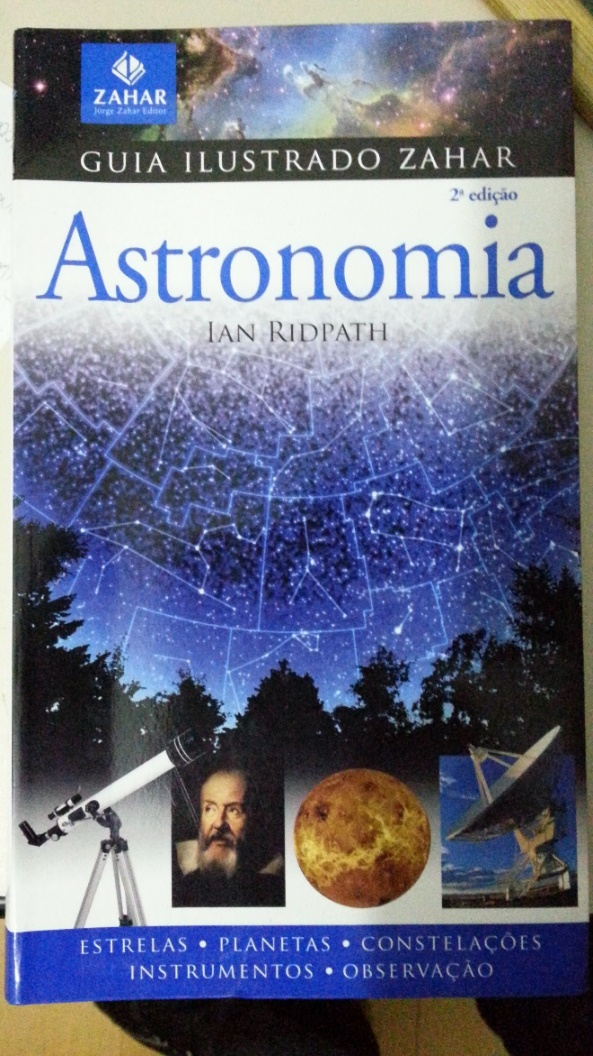 ZAHAR
Jorge Zahar Editor
GUIA ILUSTRADO ZAHAR
2ª edição
Astronomia
IAN RIDPATH
ESTRELAS • PLANETAS • CONSTELAÇÕES
INSTRUMENTOS • OBSERVAÇÃO